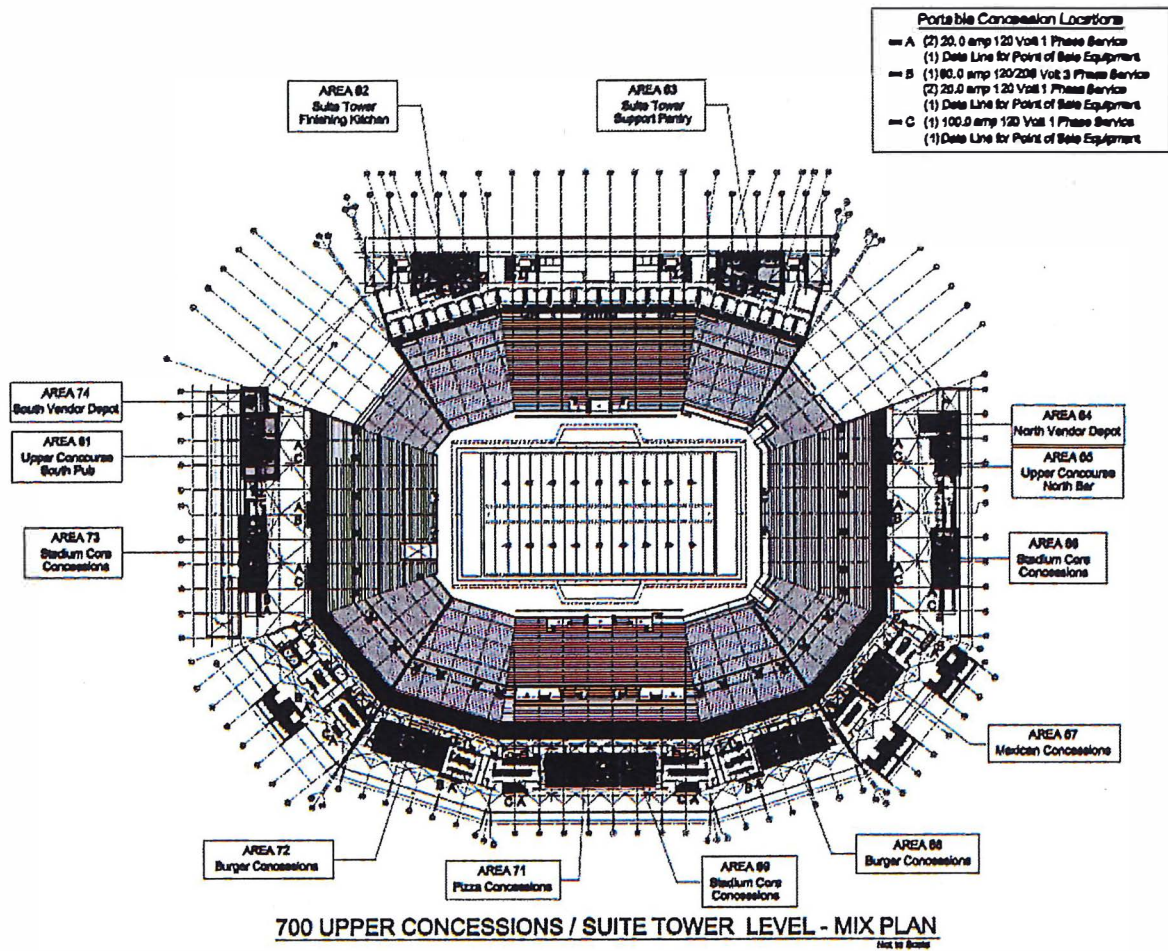 Portable Concession Locations
A (2) 20.0 amp 120 Volt 1 Phase Service
(1) Data Line for Point of Sale Equipment
B (1) 60.0 amp 120/208 Volt 3 Phase Service
(2) 20.0 amp 120 Volt 1 Phase Service
(1) Data Line for Point of Sale Equipment
C (1) 100.0 amp 120 Volt 1 Phase Service
(1) Data Line for Point of Sale Equipment
AREA 62
Suite Tower
Finishing Kitchen
AREA 63
Suite Tower
Support Pantry
AREA 74
South Vendor Depot
AREA 61
Upper Concourse
South Pub
AREA 73
Stadium Core
Concessions
AREA 64
North Vendor Depot
AREA 65
Upper Concourse
North Bar
AREA 66
Stadium Core
Concessions
AREA 67
Mexican Concessions
AREA 72
Burger Concessions
AREA 71
Pizza Concessions
AREA 69
Stadium Core
Concessions
AREA 68
Burger Concessions
700 UPPER CONCESSIONS / SUITE TOWER LEVEL - MIX PLAN
Not to Scale